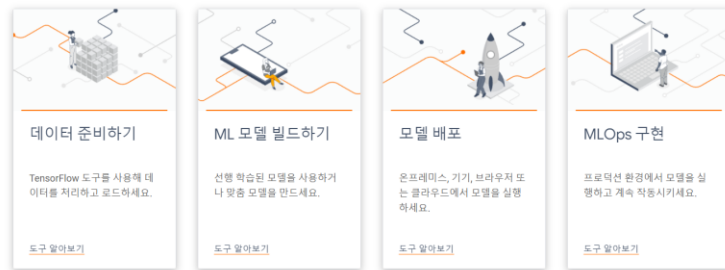 데이터 준비하기
TensorFlow 도구를 사용해 데
이터를 처리하고 로드하세요.
도구 알아보기
ML 모델 빌드하기
선행 학습된 모델을 사용하거
나 맞춤 모델을 만드세요.
도구 알아보기
모델 배포
온프레미스, 기기, 브라우저 또
는 클라우드에서 모델을 실행
하세요.
도구 알아보기
MLOps 구현
프로덕션 환경에서 모델을 실
행하고 계속 작동시키세요.
도구 알아보기